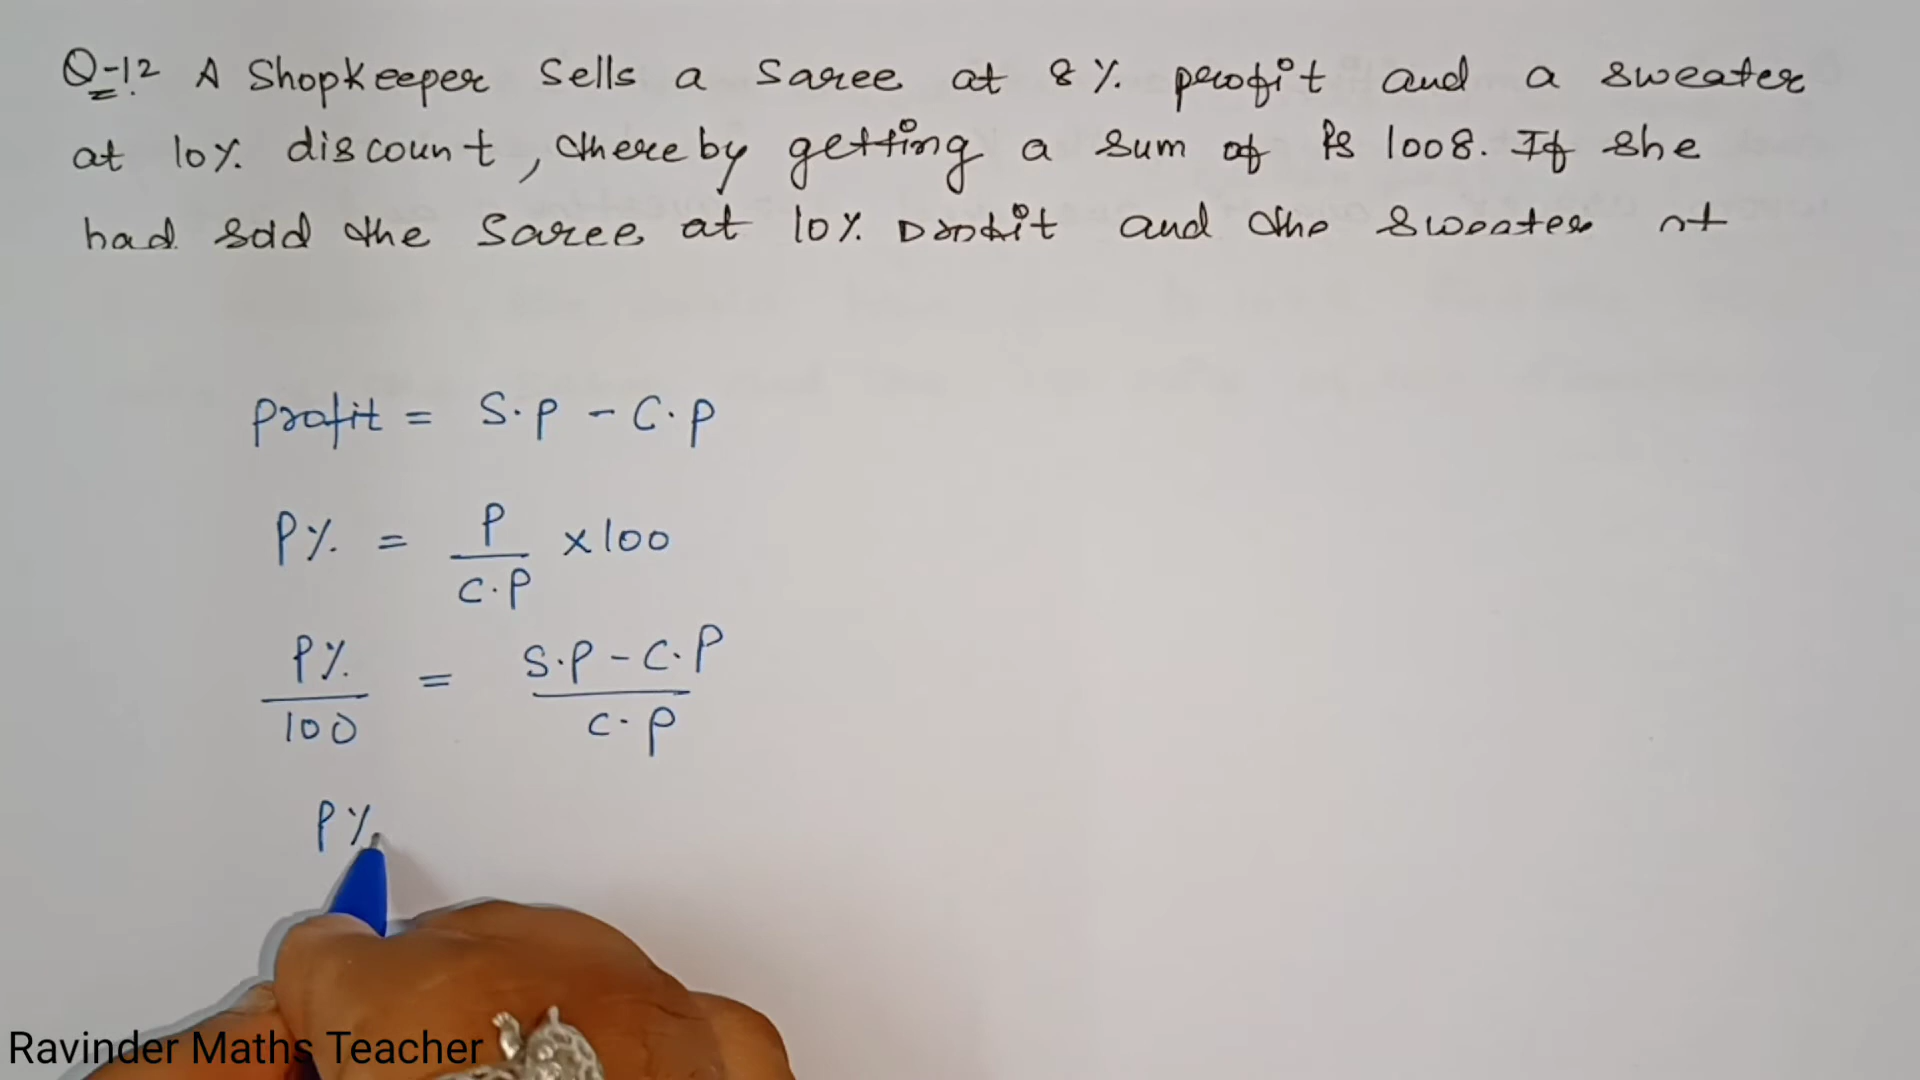 Q-12 A Shopkeeper Sells a Saree at 8% profit and a sweater
at 10% discount, thereby getting a sum of Rs 1008. If she
had sold the Saree at 10% profit and the sweater at
profit = S.P - C.P
P% = P/C.P × 100
P%/100 = S.P - C.P/C.P
P%
Ravinder Maths Teacher